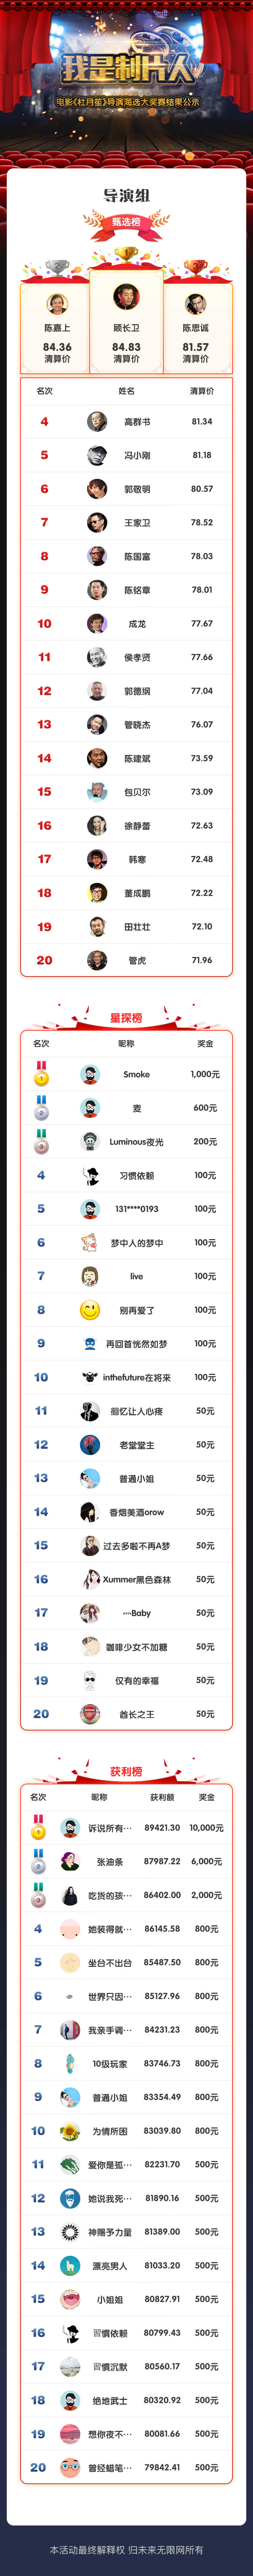 我是制片人
电影《杜月笙》导演海选大奖赛结果公示
导演组
甄选榜
2 1 3
陈嘉上 顾长卫 陈思诚
84.36 84.83 81.57
清算价 清算价 清算价
名次 姓名 清算价
4 高群书 81.34
5 冯小刚 81.18
6 郭敬明 80.57
7 王家卫 78.52
8 陈国富 78.03
9 陈铭章 78.01
10 成龙 77.67
11 侯孝贤 77.66
12 郭德纲 77.04
13 管晓杰 76.07
14 陈建斌 73.59
15 包贝尔 73.09
16 徐静蕾 72.63
17 韩寒 72.48
18 董成鹏 72.22
19 田壮壮 72.10
20 管虎 71.96
星探榜
名次 昵称 奖金
1 Smoke 1,000元
2 麦 600元
3 Luminous夜光 200元
4 习惯依赖 100元
5 131****0193 100元
6 梦中人的梦中 100元
7 live 100元
8 别再爱了 100元
9 再回首恍然如梦 100元
10 inthefuture在将来 100元
11 徊忆让人心疼 50元
12 老堂堂主 50元
13 普通小姐 50元
14 香烟美酒orow 50元
15 过去多啦不再A梦 50元
16 Xummer黑色森林 50元
17 Baby 50元
18 咖啡少女不加糖 50元
19 仅有的幸福 50元
20 酋长之王 50元
获利榜
名次 昵称 获利额 奖金
1 诉说所有… 89421.30 10,000元
2 张迪条 87987.22 6,000元
3 吃货的孩… 86402.00 2,000元
4 她装得就… 86145.58 800元
5 坐台不出台 85487.50 800元
6 世界只因… 85127.96 800元
7 我亲手调… 84231.23 800元
8 10级玩家 83746.73 800元
9 普通小姐 83354.49 800元
10 为情所困 83039.80 800元
11 爱你是孤… 82231.70 500元
12 她说我死… 81890.16 500元
13 神赐予力量 81389.00 500元
14 漂亮男人 81033.20 500元
15 小姐姐 80827.91 500元
16 習慣依赖 80799.43 500元
17 習慣沉默 80560.17 500元
18 绝地武士 80320.92 500元
19 想你夜不… 80081.66 500元
20 曾经蜡笔… 79842.41 500元
本活动最终解释权 归未来无限网所有